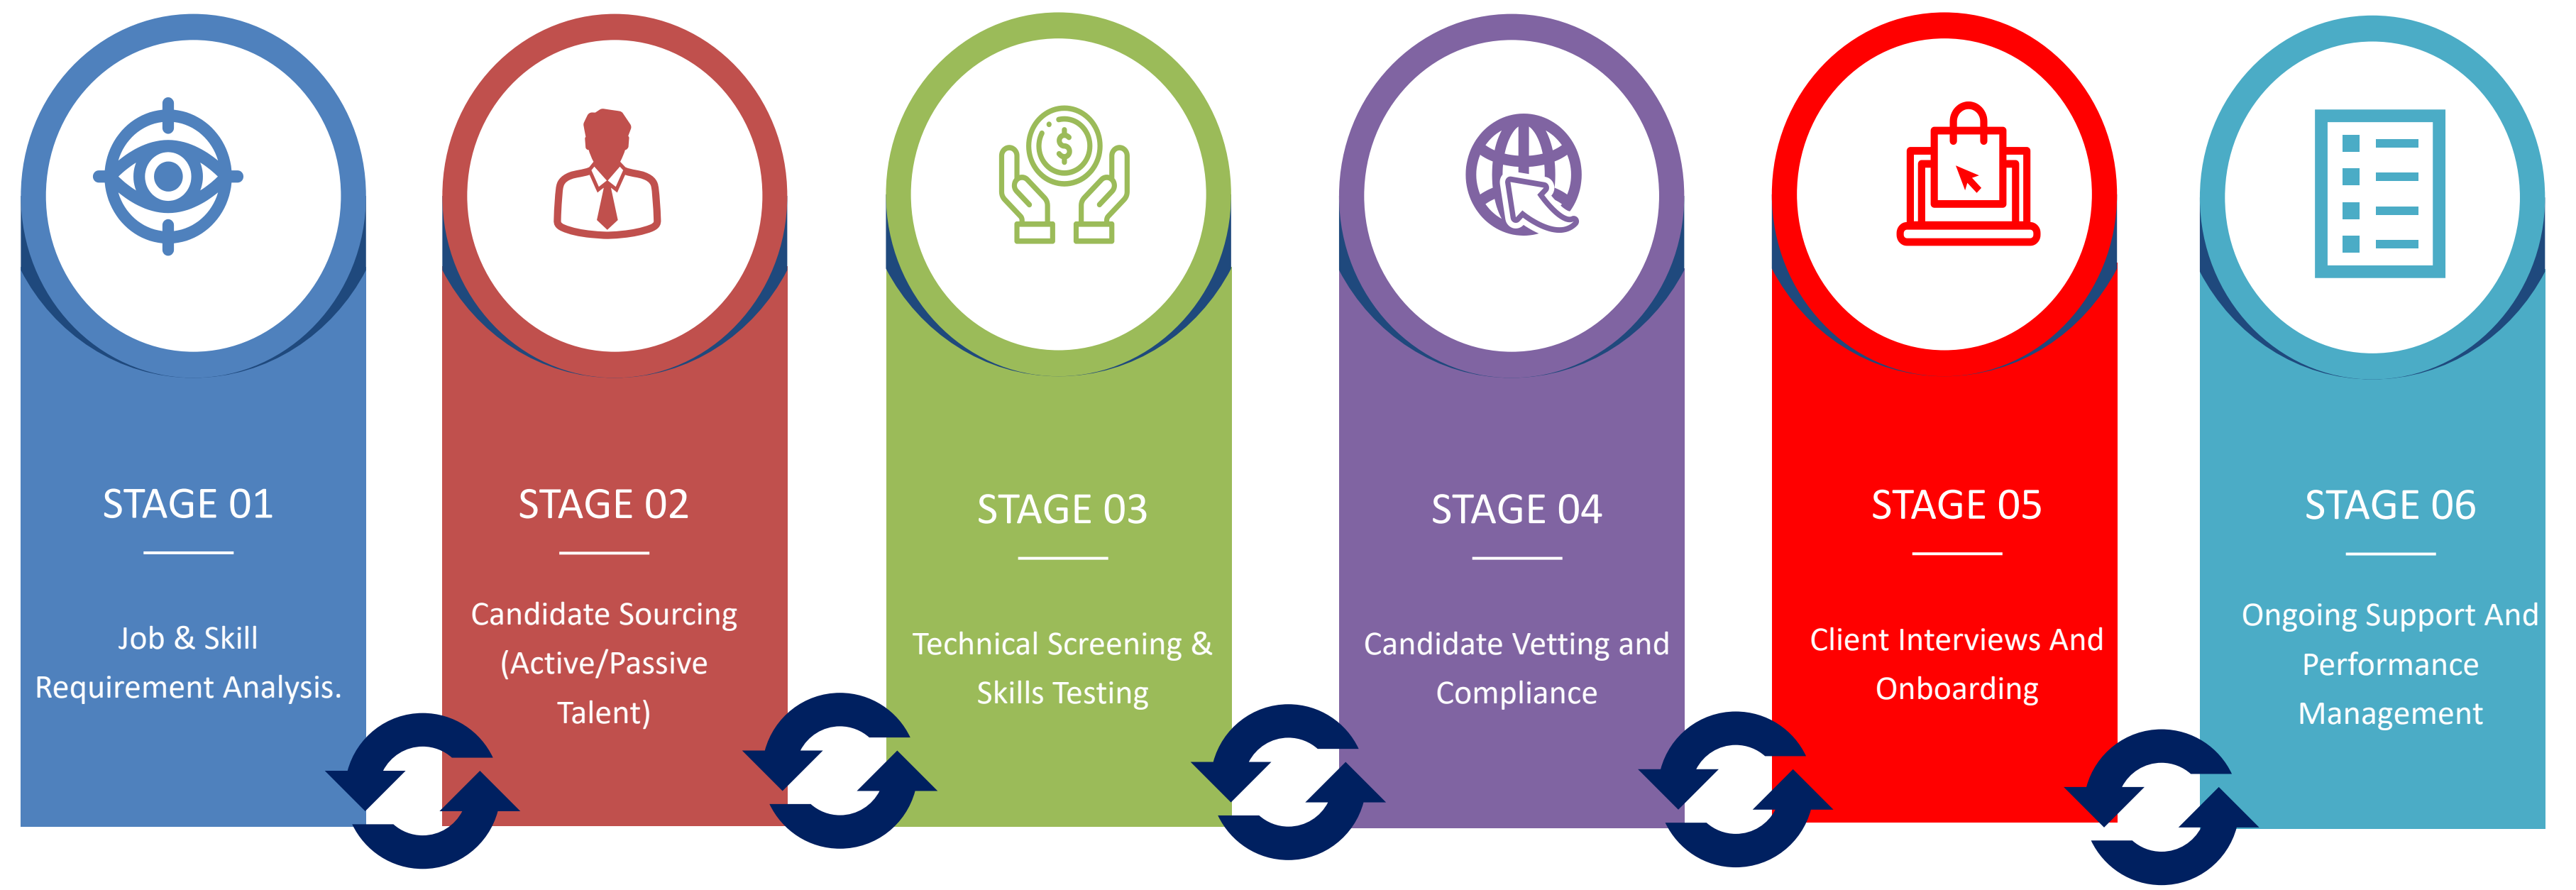 STAGE 01
Job & Skill
Requirement Analysis.
STAGE 02
Candidate Sourcing
(Active/Passive
Talent)
STAGE 03
Technical Screening &
Skills Testing
STAGE 04
Candidate Vetting and
Compliance
STAGE 05
Client Interviews And
Onboarding
STAGE 06
Ongoing Support And
Performance
Management